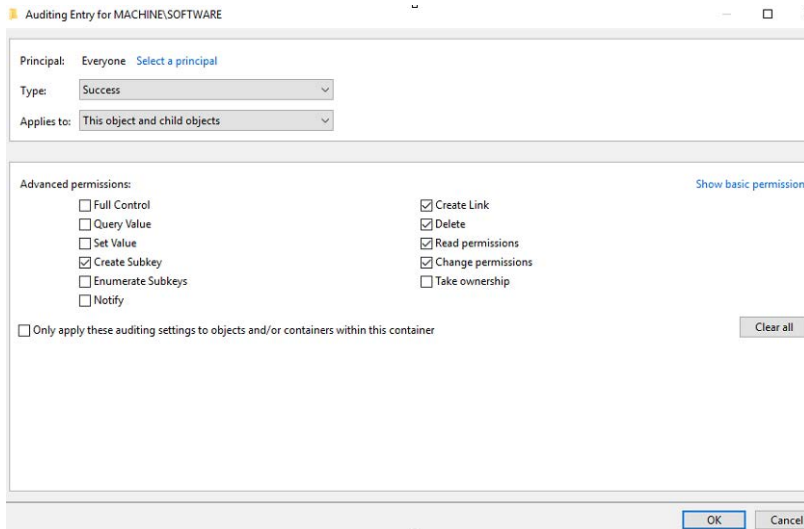 Auditing Entry for MACHINE\SOFTWARE
Principal: Everyone Select a principal
Type: Success
Applies to: This object and child objects
Advanced permissions: Show basic permission
Full Control
Query Value
Set Value
Create Subkey
Enumerate Subkeys
Notify
Create Link
Delete
Read permissions
Change permissions
Take ownership
Only apply these auditing settings to objects and/or containers within this container
Clear all
OK Cancel